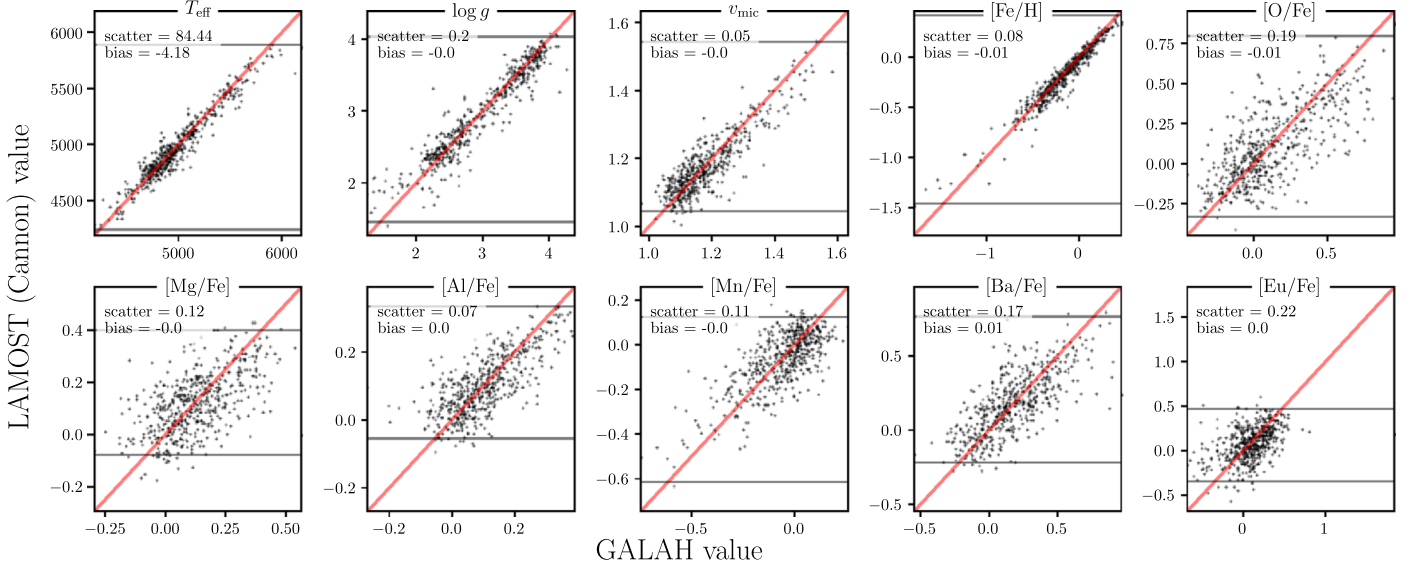 T_eff
scatter = 84.44
bias = -4.18
6000
5500
5000
4500
5000
6000
log g
scatter = 0.2
bias = -0.0
4
3
2
2
3
4
v_mic
scatter = 0.05
bias = -0.0
1.6
1.4
1.2
1.0
1.0
1.2
1.4
1.6
[Fe/H]
scatter = 0.08
bias = -0.01
0.0
−0.5
−1.0
−1.5
−1
0
[O/Fe]
scatter = 0.19
bias = -0.01
0.75
0.50
0.25
0.00
−0.25
0.0
0.5
[Mg/Fe]
scatter = 0.12
bias = -0.0
0.4
0.2
0.0
−0.2
−0.25
0.00
0.25
0.50
[Al/Fe]
scatter = 0.07
bias = 0.0
0.2
0.0
−0.2
−0.2
0.0
0.2
[Mn/Fe]
scatter = 0.11
bias = -0.0
0.2
0.0
−0.2
−0.4
−0.6
−0.5
0.0
[Ba/Fe]
scatter = 0.17
bias = 0.01
0.5
0.0
−0.5
−0.5
0.0
0.5
[Eu/Fe]
scatter = 0.22
bias = 0.0
1.5
1.0
0.5
0.0
−0.5
0
1
LAMOST (Cannon) value
GALAH value